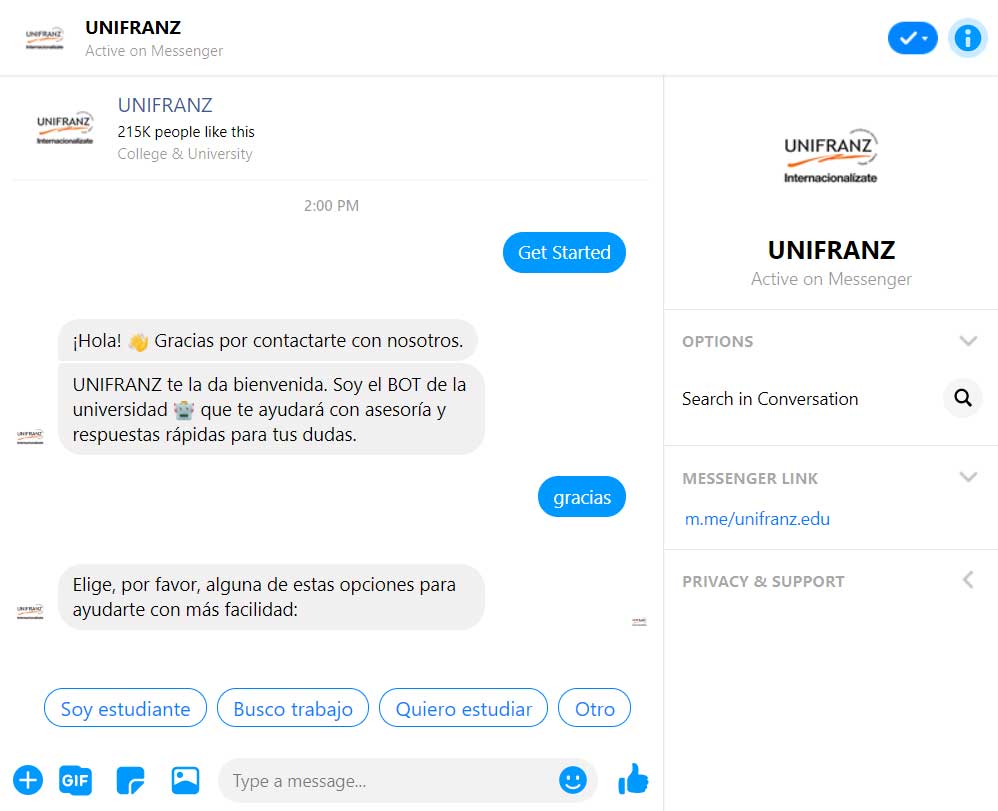 UNIFRANZ
Internacionalízate
UNIFRANZ
Active on Messenger
UNIFRANZ
Internacionalízate
UNIFRANZ
215K people like this
College & University
2:00 PM
Get Started
¡Hola! 👋 Gracias por contactarte con nosotros.
UNIFRANZ te la da bienvenida. Soy el BOT de la
universidad 🤖 que te ayudará con asesoría y
respuestas rápidas para tus dudas.
UNIFRANZ
gracias
Elige, por favor, alguna de estas opciones para
ayudarte con más facilidad:
UNIFRANZ
Soy estudiante
Busco trabajo
Quiero estudiar
Otro
GIF
Type a message...
UNIFRANZ
Internacionalízate
UNIFRANZ
Active on Messenger
OPTIONS
Search in Conversation
MESSENGER LINK
m.me/unifranz.edu
PRIVACY & SUPPORT